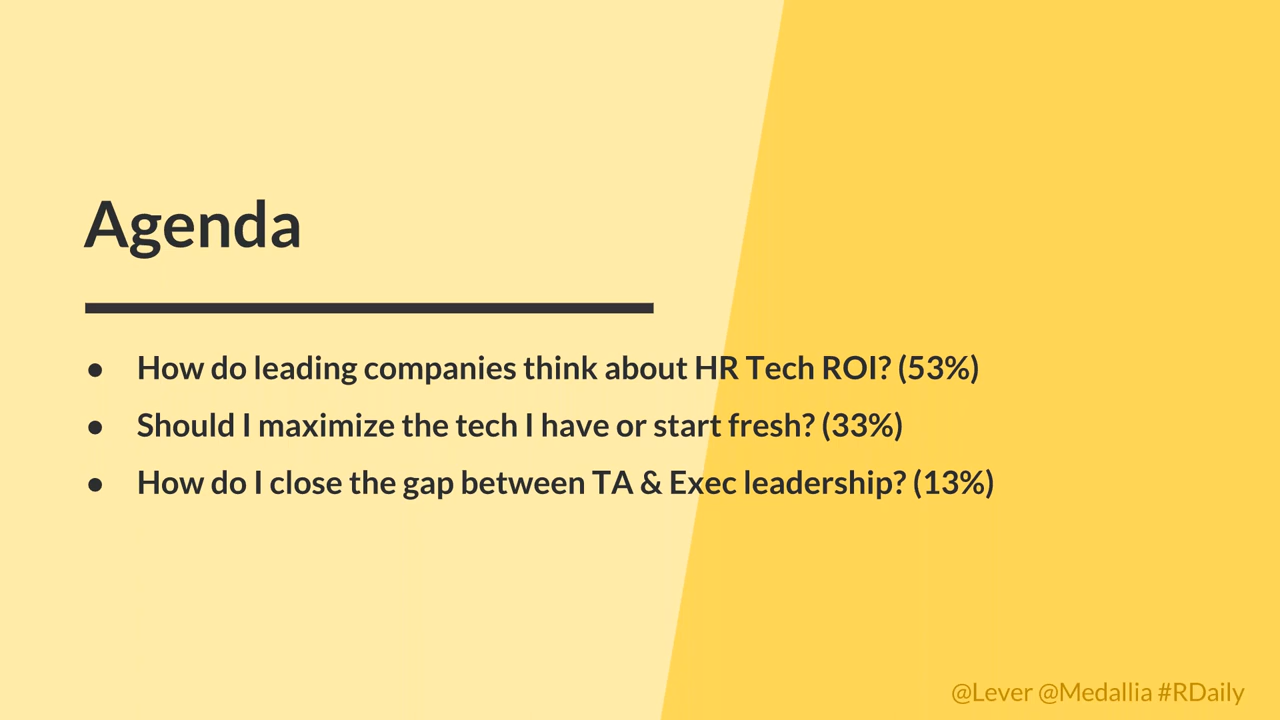 Agenda
● How do leading companies think about HR Tech ROI? (53%)
● Should I maximize the tech I have or start fresh? (33%)
● How do I close the gap between TA & Exec leadership? (13%)
@Lever @Medallia #RDaily